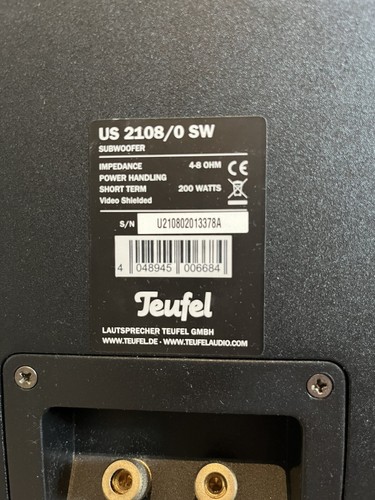 US 2108/0 SW
SUBWOOFER
IMPEDANCE 4-8 OHM
POWER HANDLING
SHORT TERM 200 WATTS
Video Shielded
S/N U210802013378A
4 048945 006684
Teufel
LAUTSPRECHER TEUFEL GMBH
WWW.TEUFEL.DE · WWW.TEUFELAUDIO.COM